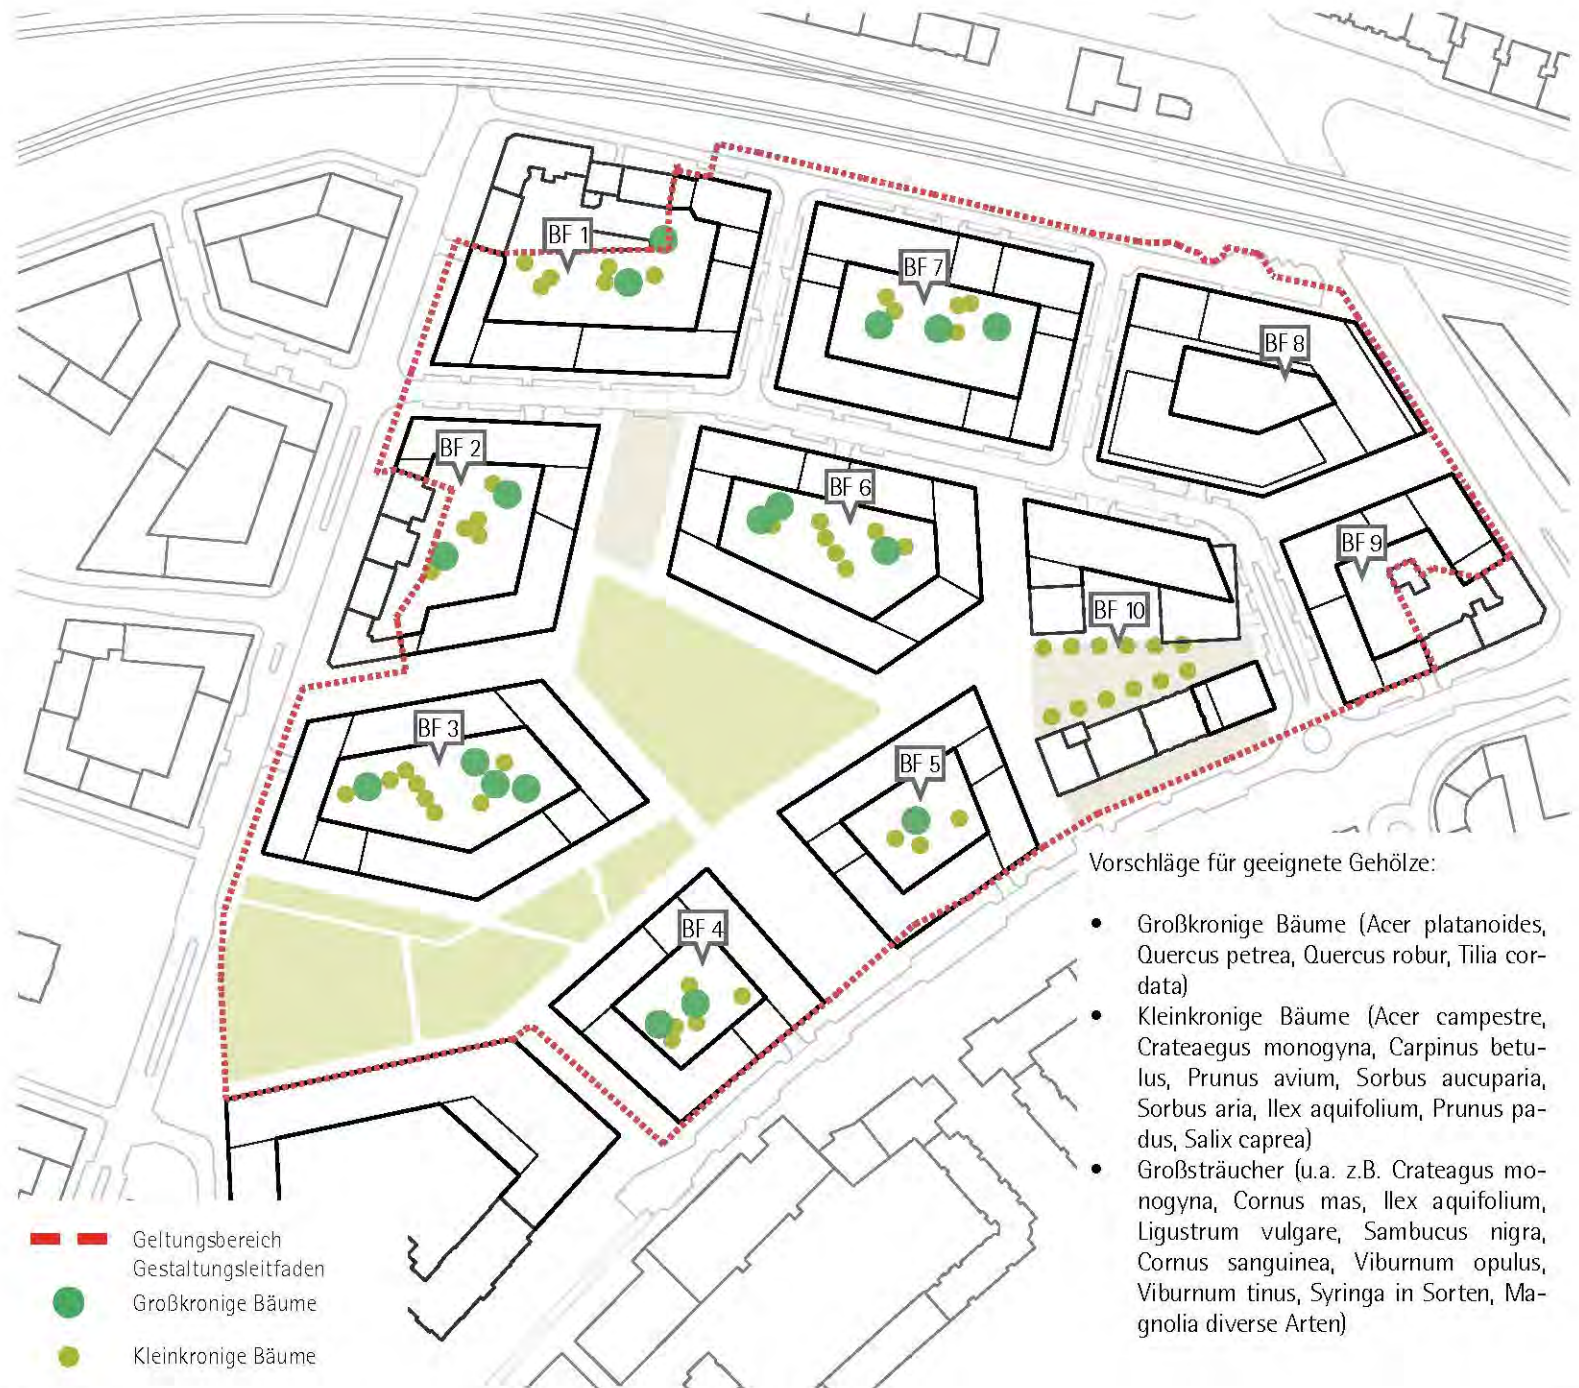 BF 1
BF 7
BF 8
BF 2
BF 6
BF 9
BF 10
BF 3
BF 5
BF 4
Vorschläge für geeignete Gehölze:
• Großkronige Bäume (Acer platanoides,
Quercus petrea, Quercus robur, Tilia cor-
data)
• Kleinkronige Bäume (Acer campestre,
Crateaegus monogyna, Carpinus betu-
lus, Prunus avium, Sorbus aucuparia,
Sorbus aria, Ilex aquifolium, Prunus pa-
dus, Salix caprea)
• Großsträucher (u.a. z.B. Crateagus mo-
nogyna, Cornus mas, Ilex aquifolium,
Ligustrum vulgare, Sambucus nigra,
Cornus sanguinea, Viburnum opulus,
Viburnum tinus, Syringa in Sorten, Ma-
gnolia diverse Arten)
Geltungsbereich
Gestaltungsleitfaden
Großkronige Bäume
Kleinkronige Bäume